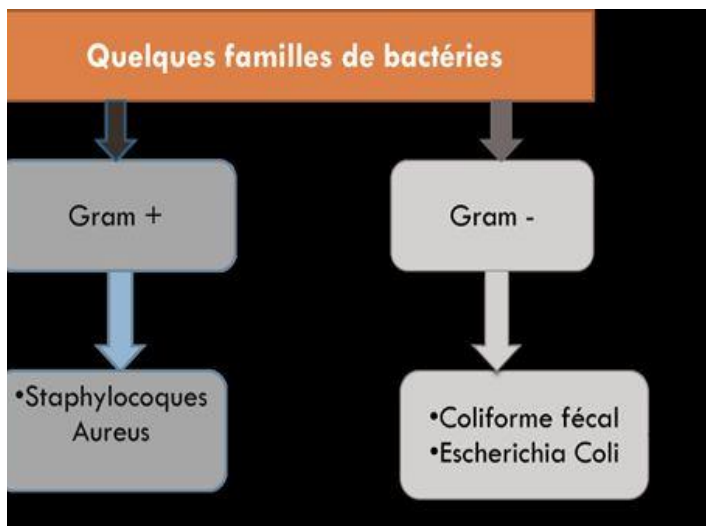 Quelques familles de bactéries
Gram +
Gram -
•Staphylocoques
Aureus
•Coliforme fécal
•Escherichia Coli